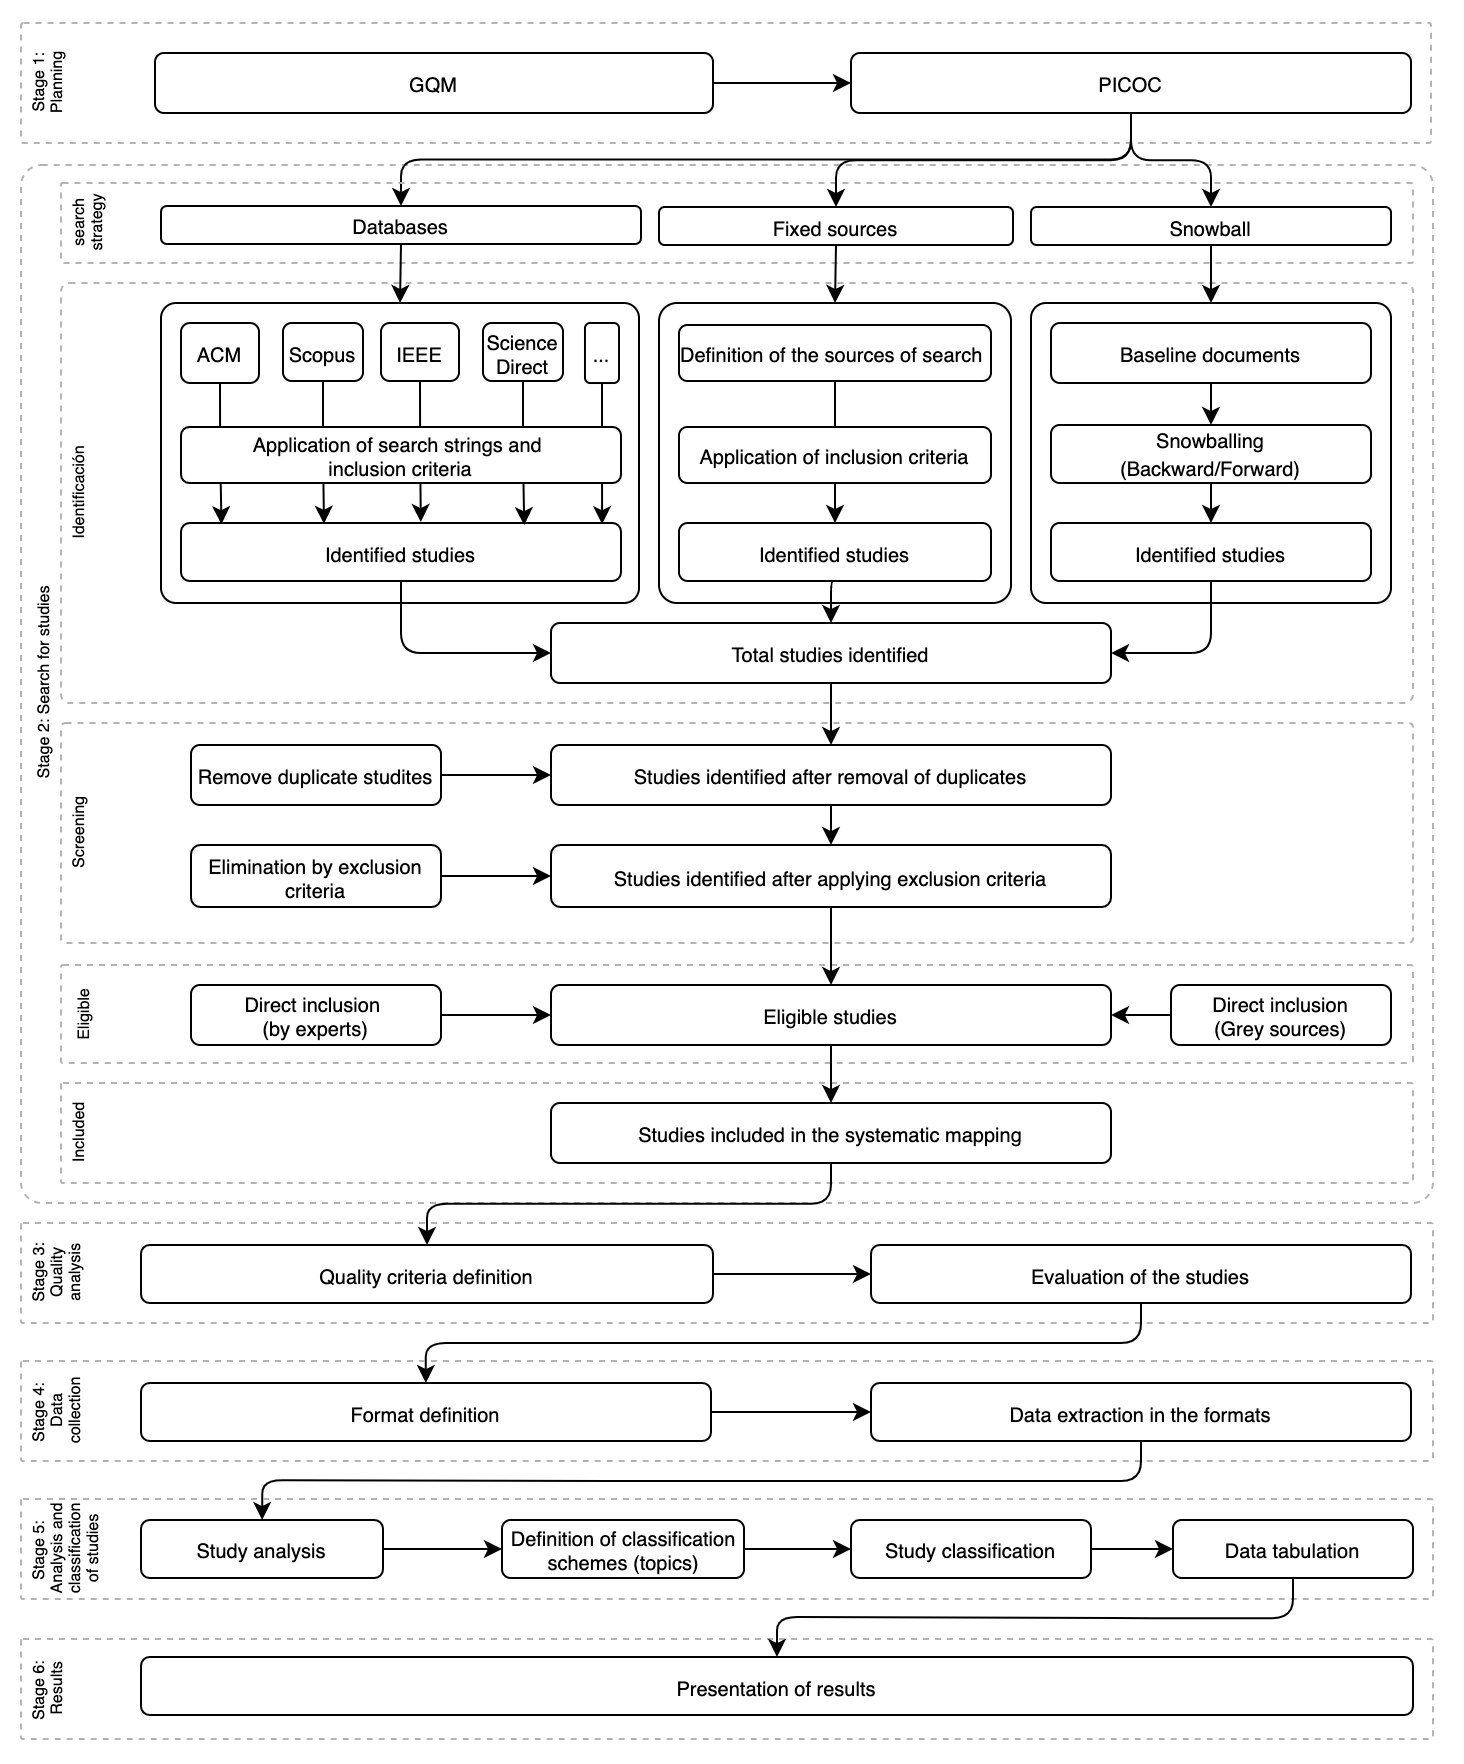 Stage 1:
Planning
GQM
PICOC
Stage 2: Search for studies
search
strategy
Databases
Fixed sources
Snowball
Identificación
ACM
Scopus
IEEE
Science
Direct
...
Application of search strings and
inclusion criteria
Identified studies
Definition of the sources of search
Application of inclusion criteria
Identified studies
Baseline documents
Snowballing
(Backward/Forward)
Identified studies
Total studies identified
Screening
Remove duplicate studites
Studies identified after removal of duplicates
Elimination by exclusion
criteria
Studies identified after applying exclusion criteria
Eligible
Direct inclusion
(by experts)
Eligible studies
Direct inclusion
(Grey sources)
Included
Studies included in the systematic mapping
Stage 3:
Quality
analysis
Quality criteria definition
Evaluation of the studies
Stage 4:
Data
collection
Format definition
Data extraction in the formats
Stage 5:
Analysis and
classification
of studies
Study analysis
Definition of classification
schemes (topics)
Study classification
Data tabulation
Stage 6:
Results
Presentation of results